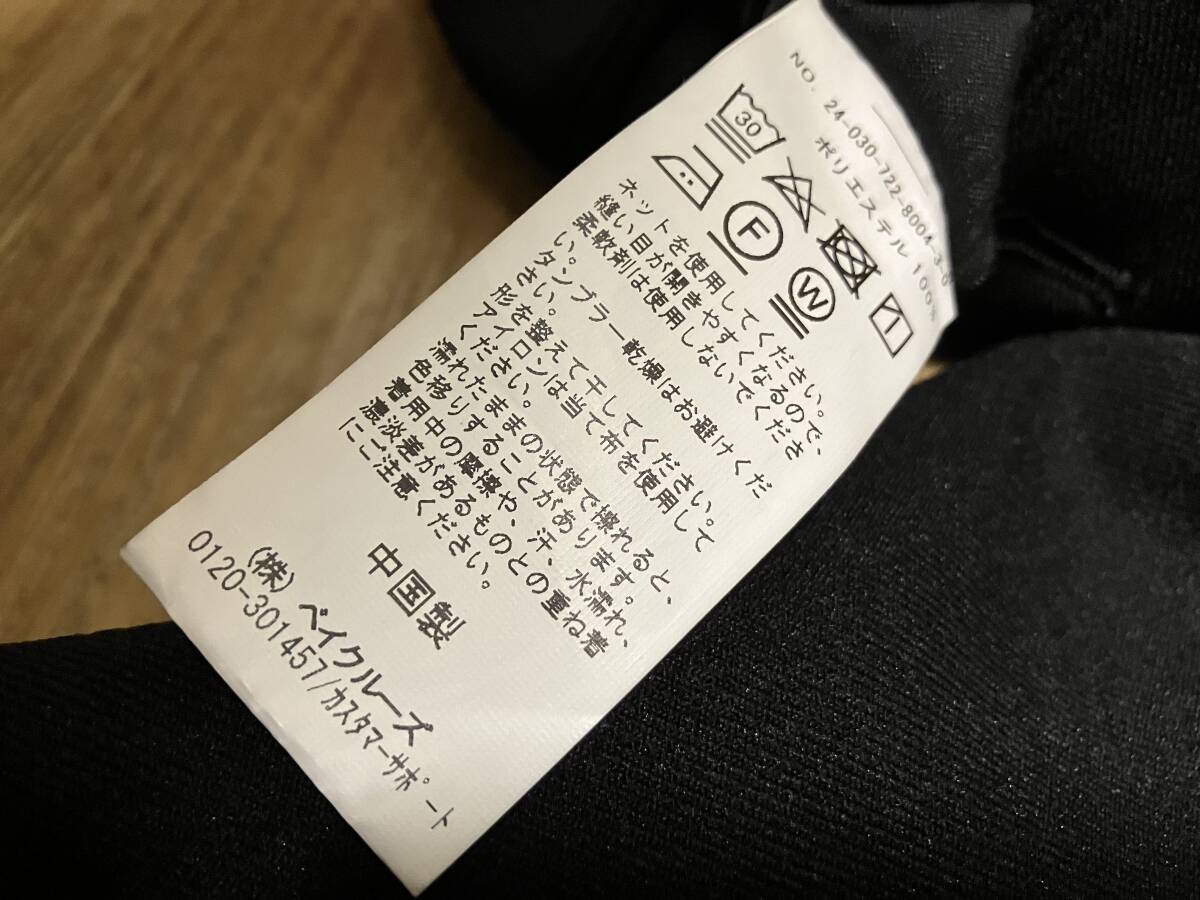 NO. 24-030-722-8004-3-0
ポリエステル100%
30
F
W
ネットを使用してください。
縫い目が開きやすくなるので、
柔軟剤は使用しないでくださ
い。タンブラー乾燥はお避けくだ
さい。
形を整えて干してください。
アイロンは当て布を使用して
ください。
濡れたままの状態で擦れると、
色移りすることがあります。
着用中の摩擦や、汗、水濡れ、
濃淡差があるものとの重ね着
にご注意ください。
中国製
(株)ベイクルーズ
0120-301457/カスタマーサポート